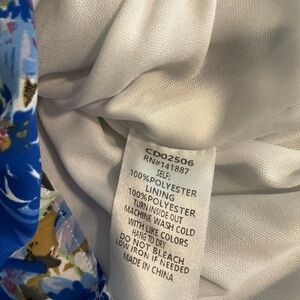 CD02506
RN#141887
SELF:
100%POLYESTER
LINING
100%POLYESTER
TURN INSIDE OUT
MACHINE WASH COLD
WITH LIKE COLORS
HANG TO DRY
DO NOT BLEACH
LOW IRON IF NEEDED
MADE IN CHINA